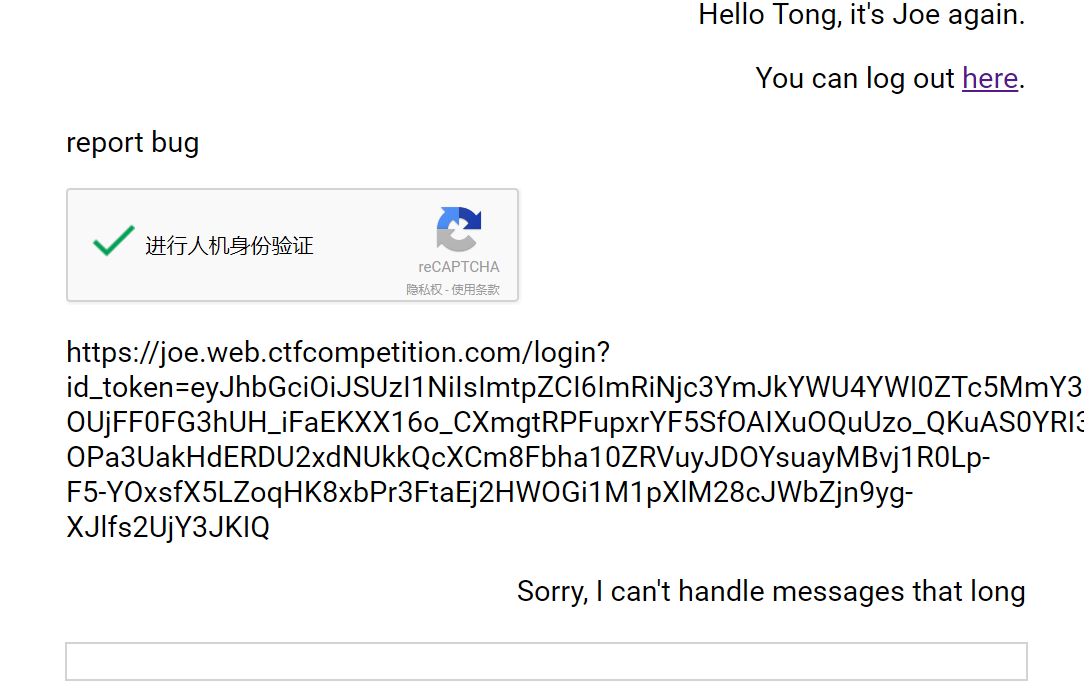 Hello Tong, it's Joe again.
You can log out here.
report bug
进行人机身份验证
reCAPTCHA
隐私权 - 使用条款
https://joe.web.ctfcompetition.com/login?
id_token=eyJhbGciOiJSUzI1NiIsImtpZCI6ImRiNjc3YmJkYWU4YWI0ZTc5MmY3
OUjFF0FG3hUH_iFaEKXX16o_CXmgtRPFupxrYF5SfOAIXuOQuUzo_QKuAS0YRI3
OPa3UakHdERDU2xdNUkkQcXCm8Fbha10ZRVuyJDOYsuayMBvj1R0Lp-
F5-YOxsfX5LZoqHK8xbPr3FtaEj2HWOGi1M1pXlM28cJWbZjn9yg-
XJlfs2UjY3JKIQ
Sorry, I can't handle messages that long